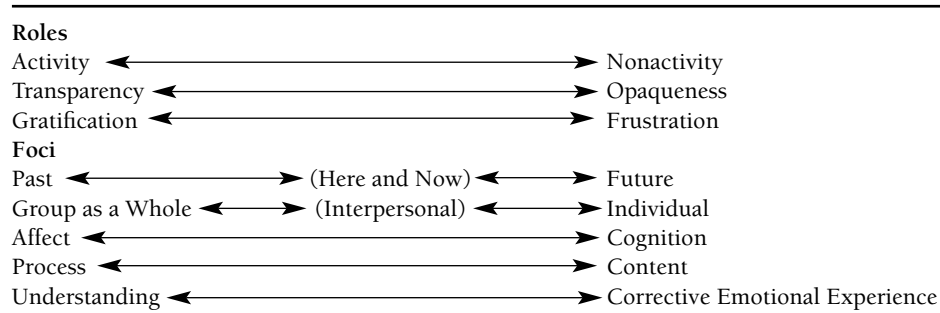 Roles
Activity Nonactivity
Transparency Opaqueness
Gratification Frustration
Foci
Past (Here and Now) Future
Group as a Whole (Interpersonal) Individual
Affect Cognition
Process Content
Understanding Corrective Emotional Experience